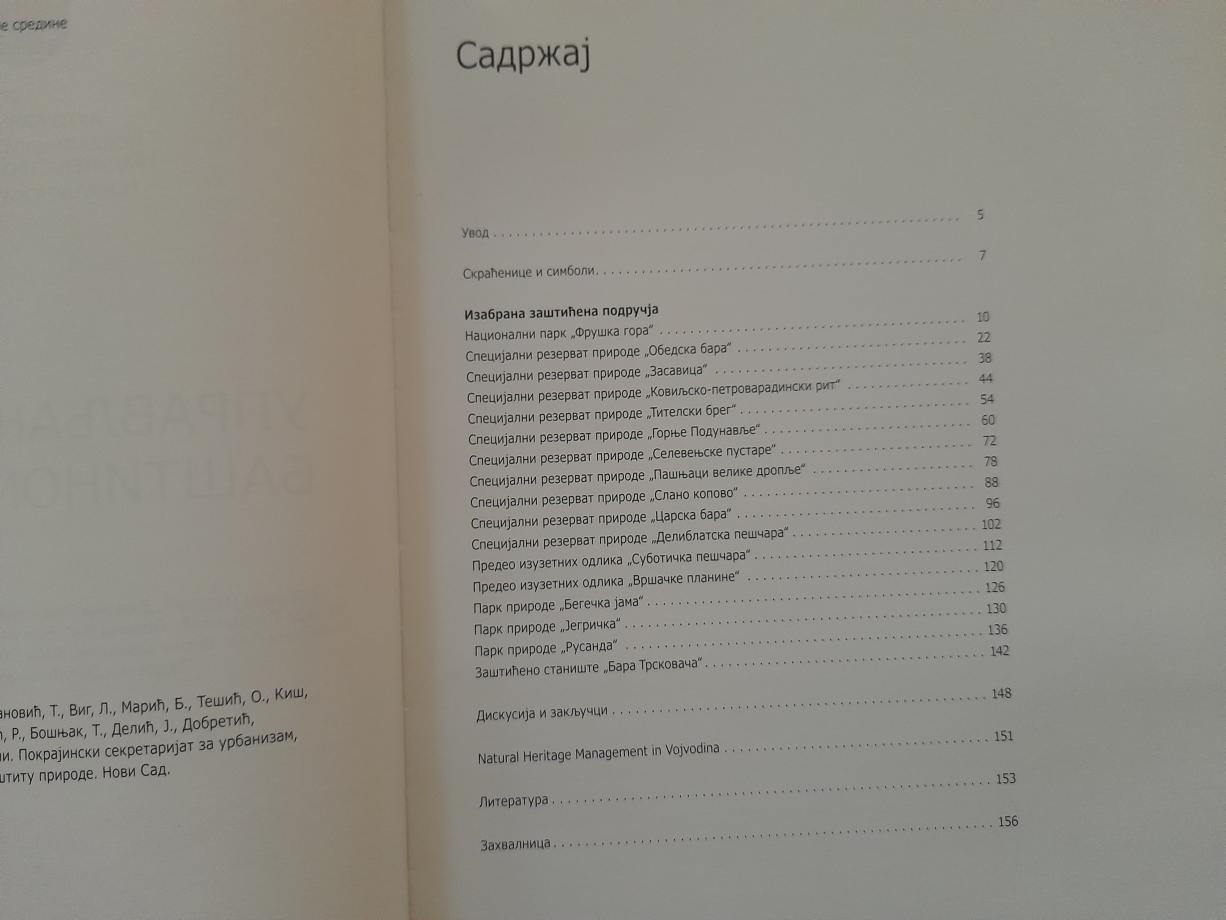 е средине
ановић, Т., Виг, Л., Марић, Б., Тешић, О., Киш,
Р., Бошњак, Т., Делић, Ј., Добретић,
Покрајински секретаријат за урбанизам,
штиту природе. Нови Сад.
Садржај
Увод . . . . . . . . . . . . . . . . . . . . 5
Скраћенице и симболи. . . . . . . . . . . . . . . . . . . . 7
Изабрана заштићена подручја
Национални парк „Фрушка гора“ . . . . . . . . . . . . . . . . . . . . 10
Специјални резерват природе „Обедска бара“ . . . . . . . . . . . . . . . . . . . . 22
Специјални резерват природе „Засавица“ . . . . . . . . . . . . . . . . . . . . 38
Специјални резерват природе „Ковиљско-петроварадински рит“ . . . . . . . . . . . . . . . . . . . . 44
Специјални резерват природе „Тителски брег“ . . . . . . . . . . . . . . . . . . . . 54
Специјални резерват природе „Горње Подунавље“ . . . . . . . . . . . . . . . . . . . . 60
Специјални резерват природе „Селевењске пустаре“ . . . . . . . . . . . . . . . . . . . . 72
Специјални резерват природе „Пашњаци велике дропље“ . . . . . . . . . . . . . . . . . . . . 78
Специјални резерват природе „Слано копово“ . . . . . . . . . . . . . . . . . . . . 88
Специјални резерват природе „Царска бара“ . . . . . . . . . . . . . . . . . . . . 96
Специјални резерват природе „Делиблатска пешчара“ . . . . . . . . . . . . . . . . . . . . 102
Предео изузетних одлика „Суботичка пешчара“ . . . . . . . . . . . . . . . . . . . . 112
Предео изузетних одлика „Вршачке планине“ . . . . . . . . . . . . . . . . . . . . 120
Парк природе „Бегечка јама“ . . . . . . . . . . . . . . . . . . . . 126
Парк природе „Јегричка“ . . . . . . . . . . . . . . . . . . . . 130
Парк природе „Русанда“ . . . . . . . . . . . . . . . . . . . . 136
Заштићено станиште „Бара Трсковача“ . . . . . . . . . . . . . . . . . . . . 142
Дискусија и закључци . . . . . . . . . . . . . . . . . . . . 148
Natural Heritage Management in Vojvodina . . . . . . . . . . . . . . . . . . . . 151
Литература . . . . . . . . . . . . . . . . . . . . 153
Захвалница . . . . . . . . . . . . . . . . . . . . 156